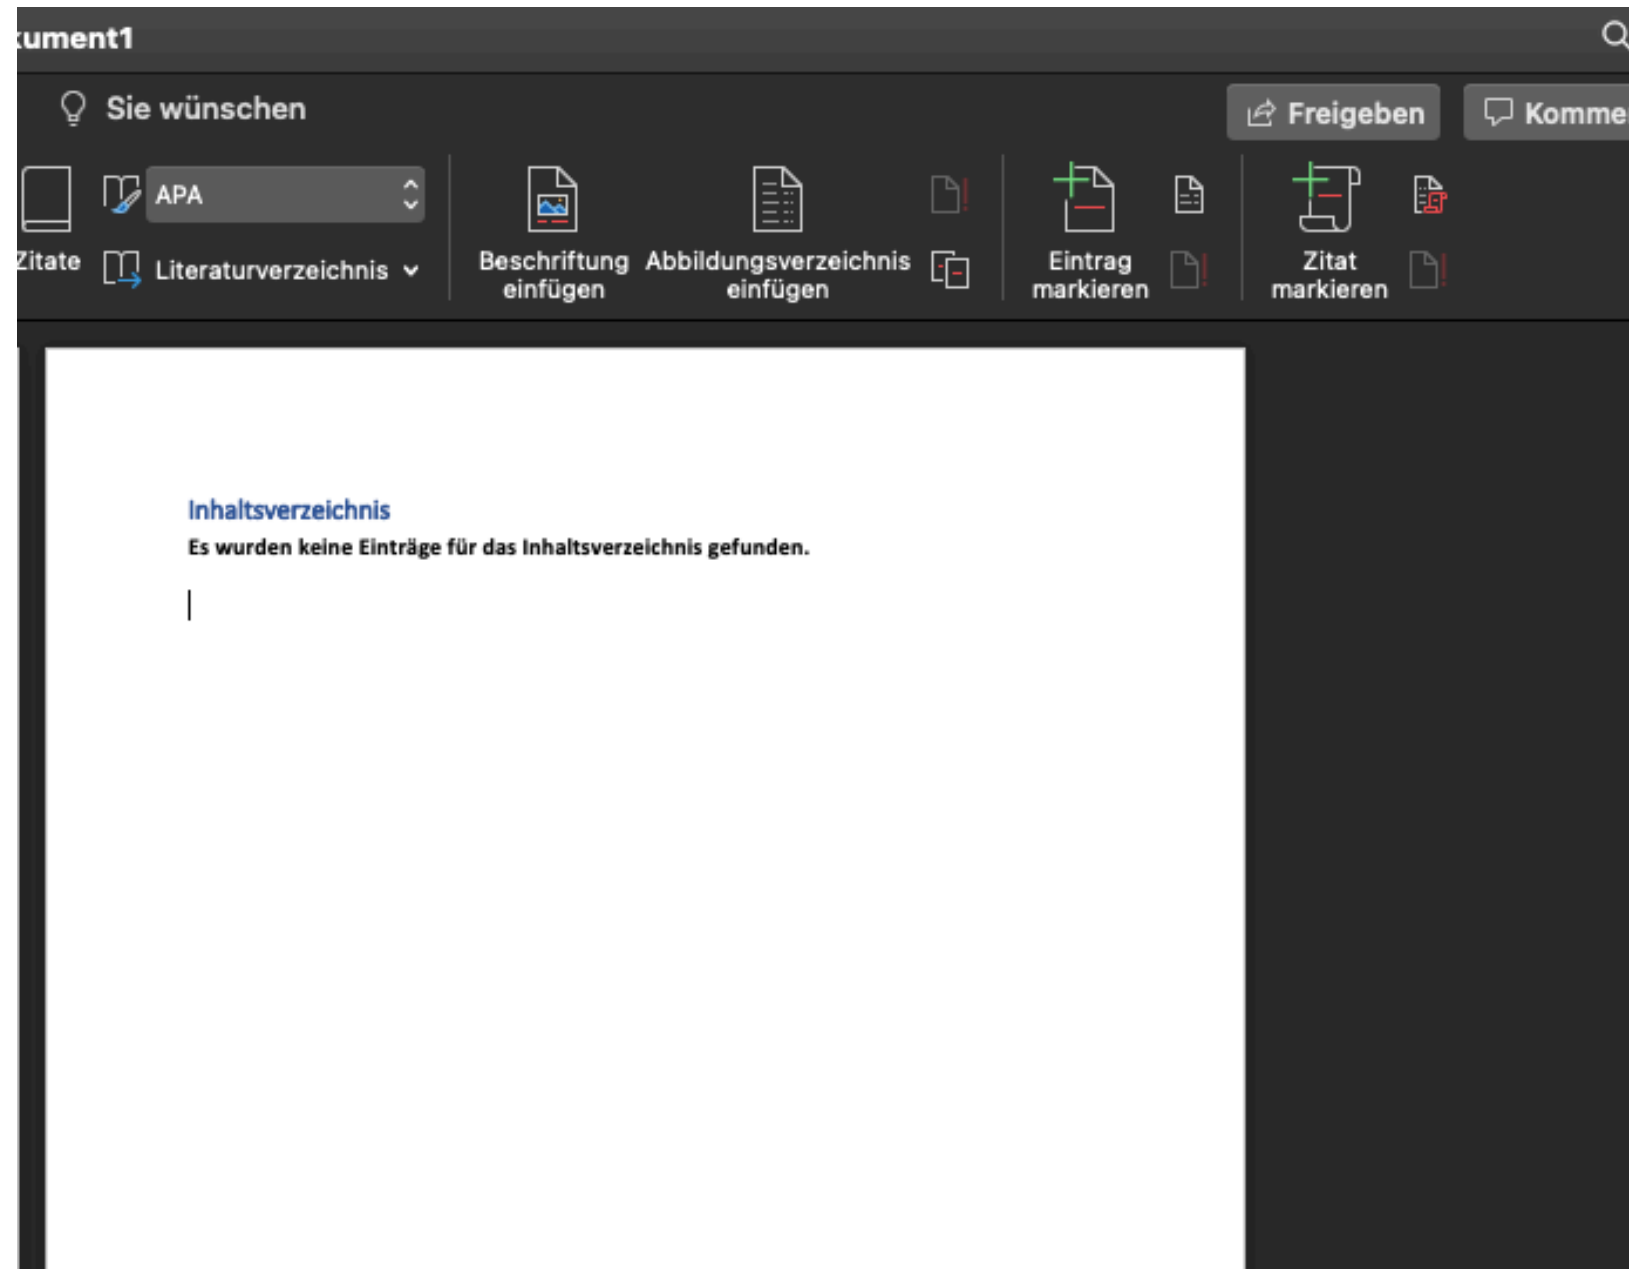 kument1
Sie wünschen
Freigeben
Komme
Zitate
APA
Literaturverzeichnis
Beschriftung
einfügen
Abbildungsverzeichnis
einfügen
Eintrag
markieren
Zitat
markieren
Inhaltsverzeichnis
Es wurden keine Einträge für das Inhaltsverzeichnis gefunden.